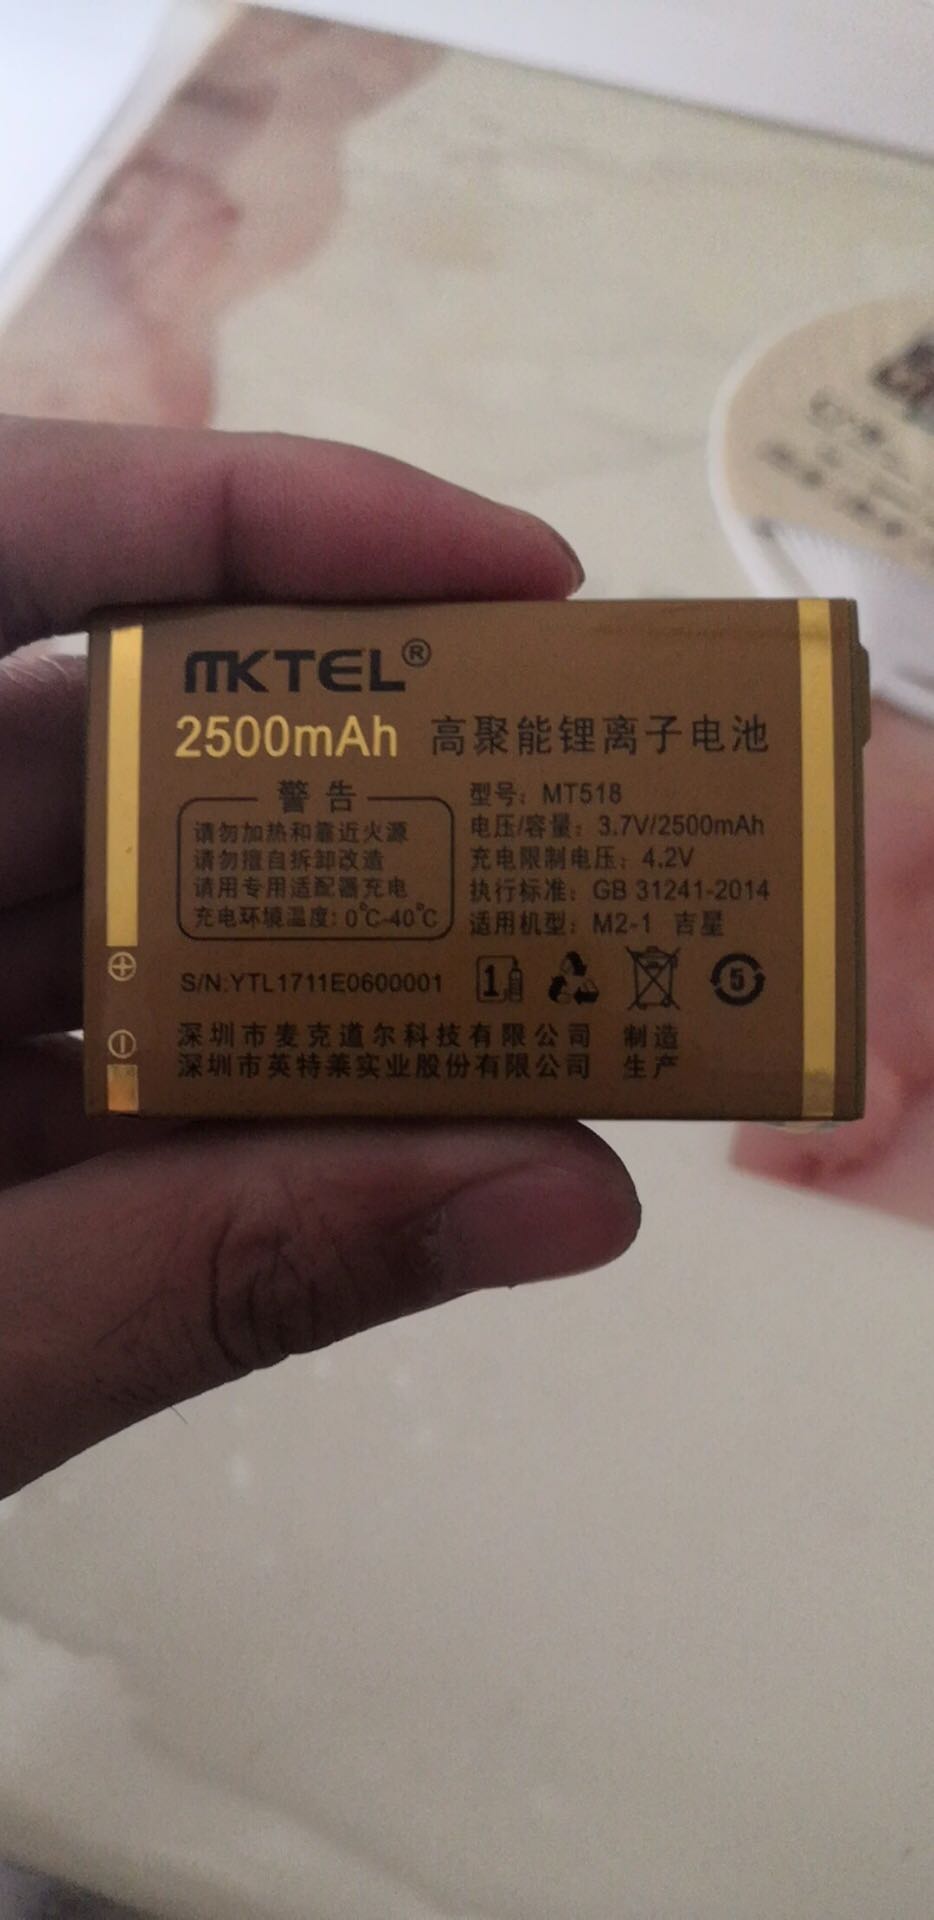 MKTEL®
2500mAh 高聚能锂离子电池
警告
请勿加热和靠近火源
请勿擅自拆卸改造
请用专用适配器充电
充电环境温度：0℃-40℃
型号：MT518
电压/容量：3.7V/2500mAh
充电限制电压：4.2V
执行标准：GB 31241-2014
适用机型：M2-1 吉星
S/N:YTL1711E0600001
1
5
深圳市麦克道尔科技有限公司 制造
深圳市英特莱实业股份有限公司 生产